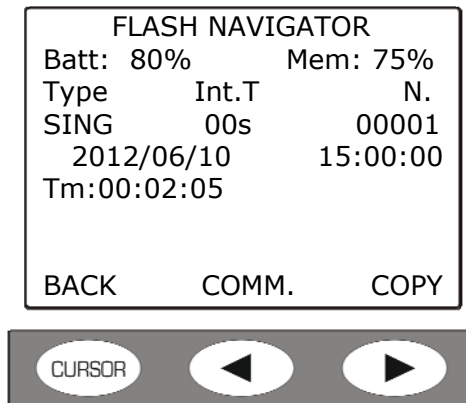 FLASH NAVIGATOR
Batt: 80% Mem: 75%
Type Int.T N.
SING 00s 00001
2012/06/10 15:00:00
Tm:00:02:05
BACK COMM. COPY
CURSOR